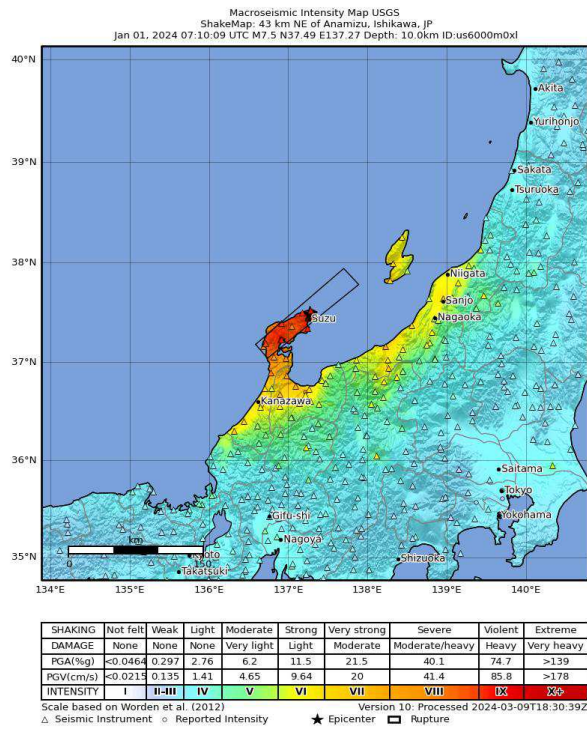 Macroseismic Intensity Map USGS
ShakeMap: 43 km NE of Anamizu, Ishikawa, JP
Jan 01, 2024 07:10:09 UTC M7.5 N37.49 E137.27 Depth: 10.0km ID:us6000m0xl
40°N
Akita
Yurihonjo
39°N
Sakata
Tsuruoka
38°N
Niigata
Sanjo
Suzu
Nagaoka
37°N
Kanazawa
36°N
Saitama
Tokyo
Gifu-shi
Yokohama
Nagoya
km
35°N
0
150
Kyoto
Shizuoka
Takatsuki
134°E 135°E 136°E 137°E 138°E 139°E 140°E
SHAKING Not felt Weak Light Moderate Strong Very strong Severe Violent Extreme
DAMAGE None None None Very light Light Moderate Moderate/heavy Heavy Very heavy
PGA(%g) <0.0464 0.297 2.76 6.2 11.5 21.5 40.1 74.7 >139
PGV(cm/s) <0.0215 0.135 1.41 4.65 9.64 20 41.4 85.8 >178
INTENSITY I II-III IV V VI VII VIII IX X+
Scale based on Worden et al. (2012) Version 10: Processed 2024-03-09T18:30:39Z
Seismic Instrument Reported Intensity Epicenter Rupture